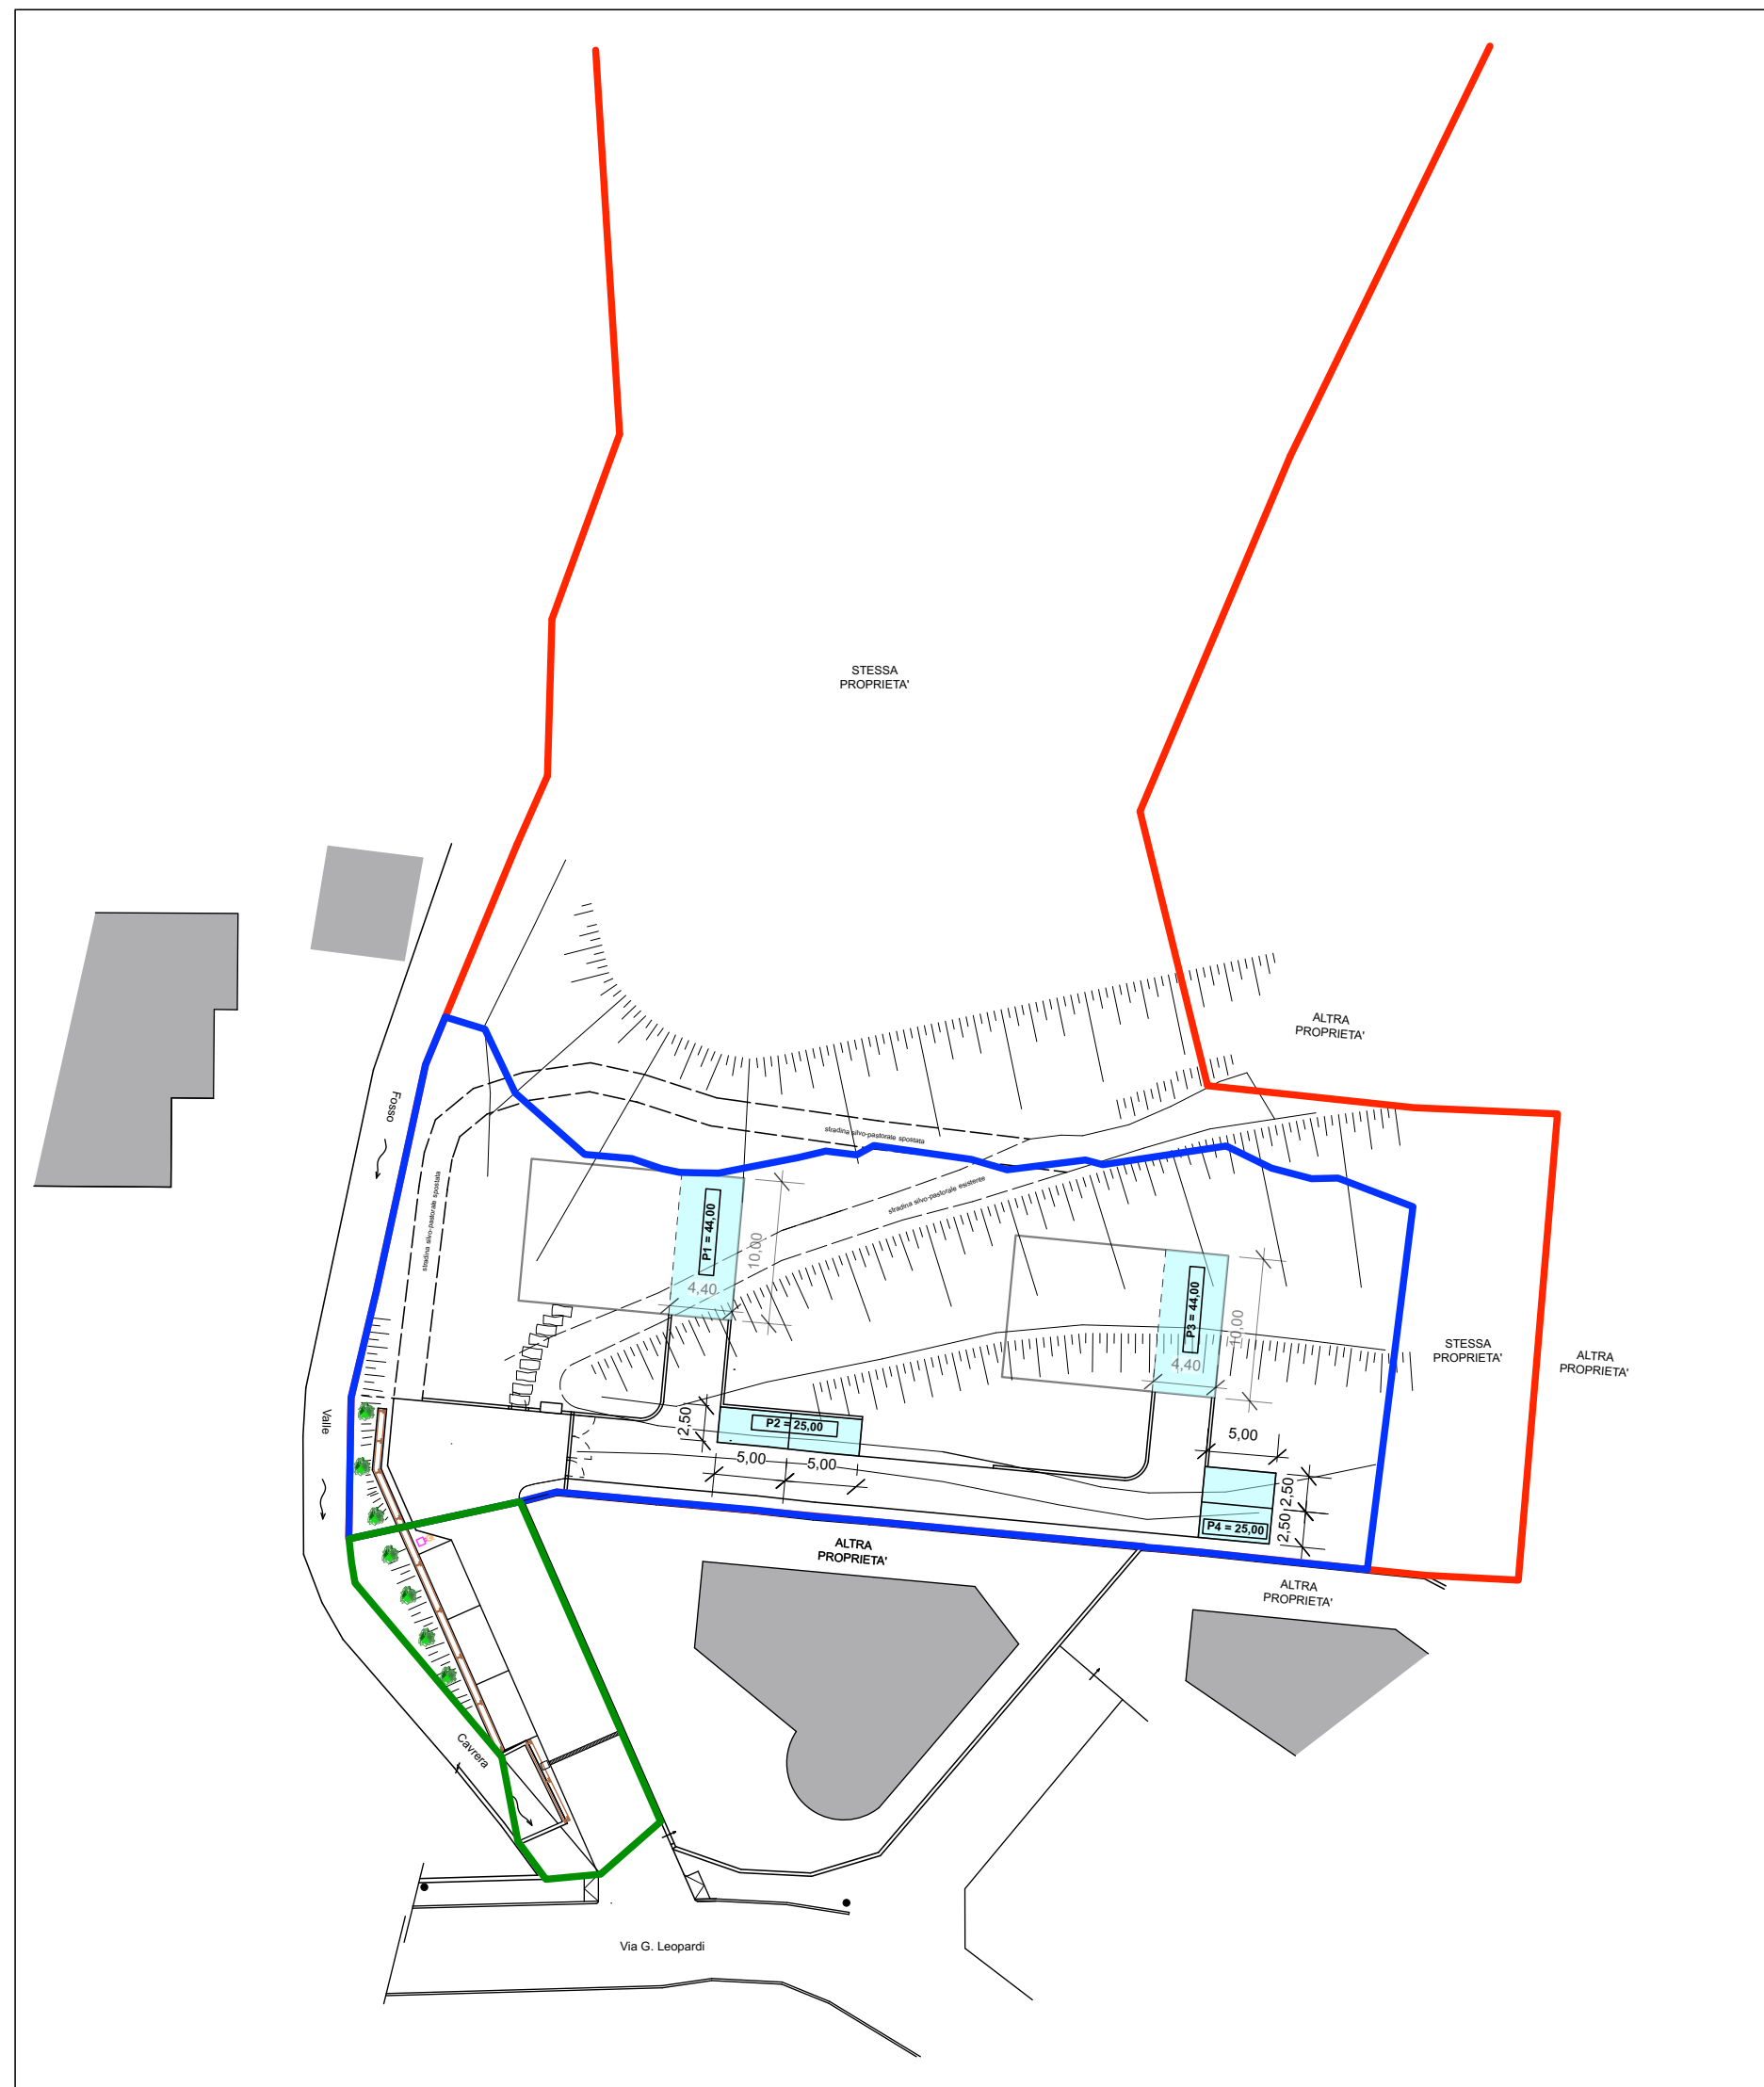 STESSA
PROPRIETA'
ALTRA
PROPRIETA'
Fosso
stradina silvo-pastorale spostata
stradina silvo-pastorale esistente
stradina silvo-pastorale spostata
P1 = 44,00
10,00
4,40
P3 = 44,00
10,00
4,40
STESSA
PROPRIETA'
ALTRA
PROPRIETA'
Valle
2,50
P2 = 25,00
5,00
5,00
5,00
2,50
2,50
P4 = 25,00
L
ALTRA
PROPRIETA'
ALTRA
PROPRIETA'
Cavrera
Via G. Leopardi